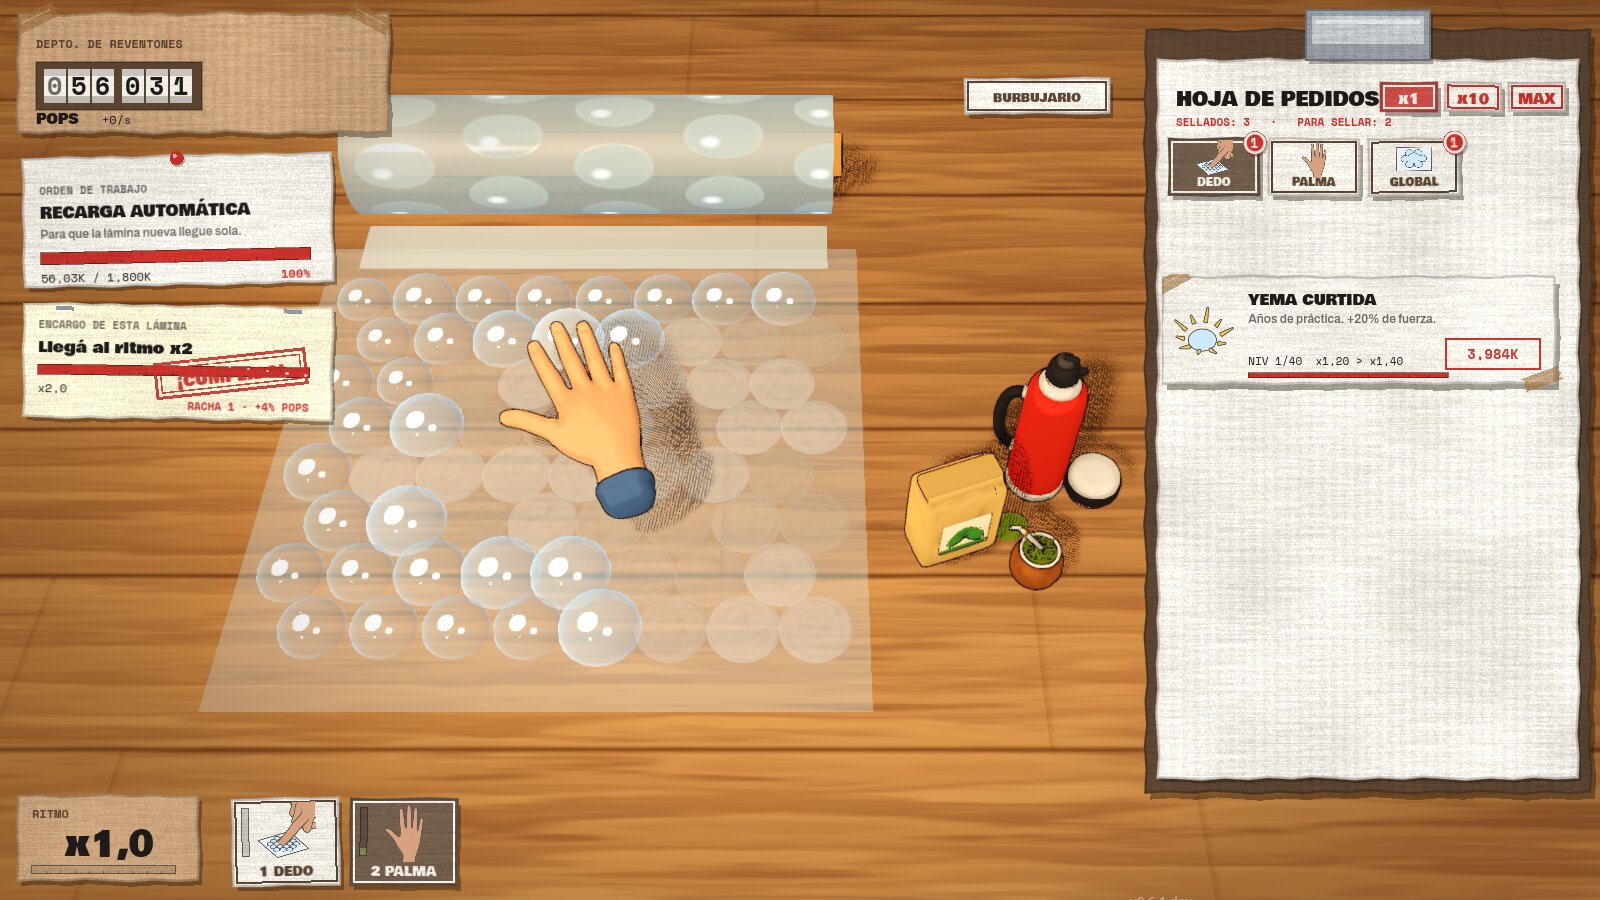 DEPTO. DE REVENTONES
056 031
POPS +0/s
ORDEN DE TRABAJO
RECARGA AUTOMÁTICA
Para que la lámina nueva llegue sola.
56,03K / 1.800K 100%
ENCARGO DE ESTA LÁMINA
Llegá al ritmo x2
x2,0
RACHA 1 · +4% POPS
BURBUJARIO
HOJA DE PEDIDOS x1 x10 MAX
SELLADOS: 3 · PARA SELLAR: 2
DEDO 1
PALMA
GLOBAL 1
YEMA CURTIDA
Años de práctica. +20% de fuerza.
NIV 1/40 x1,20 > x1,40
3.984K
RITMO
x1,0
1 DEDO
2 PALMA